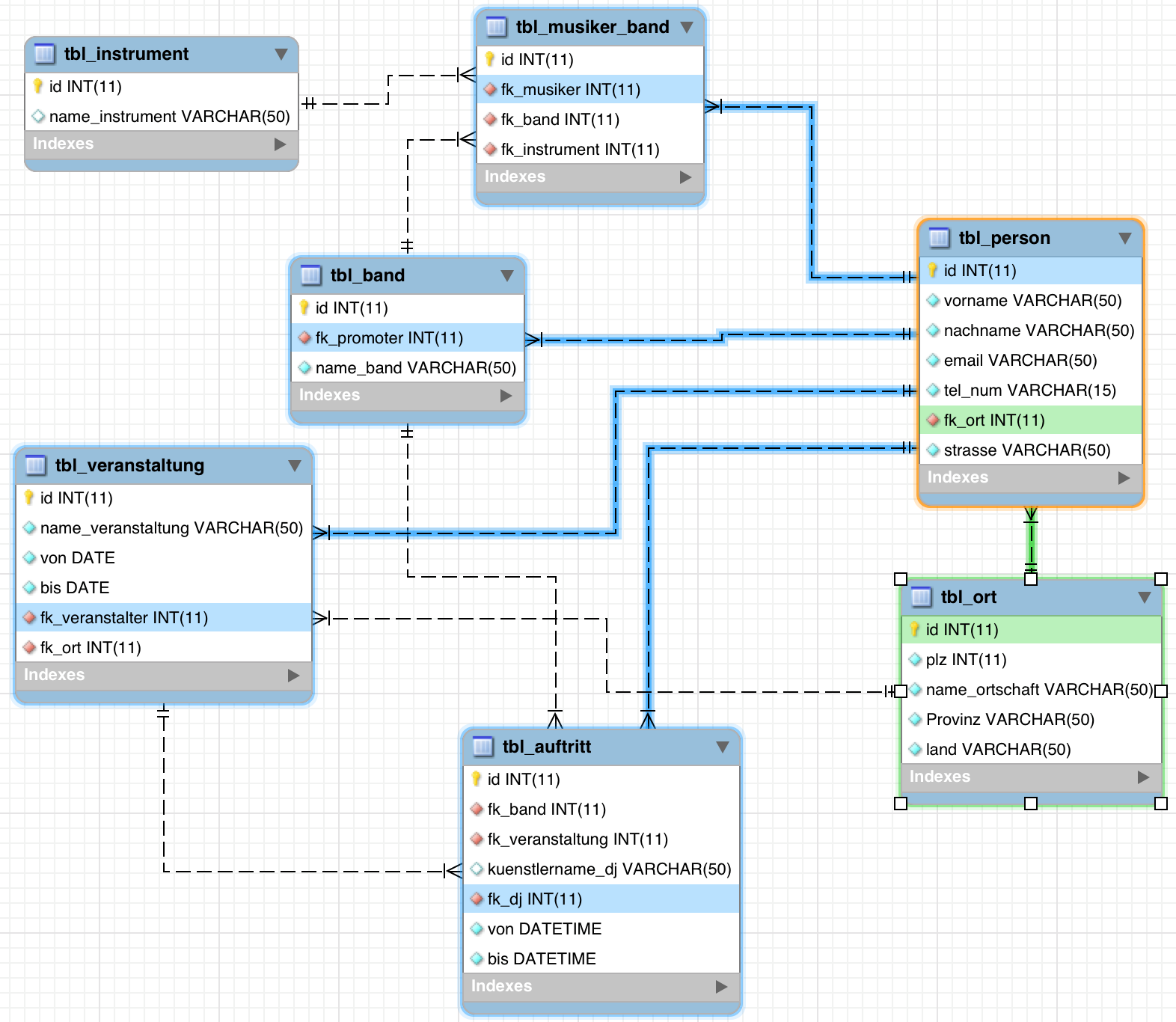 tbl_instrument
id INT(11)
name_instrument VARCHAR(50)
Indexes
tbl_musiker_band
id INT(11)
fk_musiker INT(11)
fk_band INT(11)
fk_instrument INT(11)
Indexes
tbl_person
id INT(11)
vorname VARCHAR(50)
nachname VARCHAR(50)
email VARCHAR(50)
tel_num VARCHAR(15)
fk_ort INT(11)
strasse VARCHAR(50)
Indexes
tbl_band
id INT(11)
fk_promoter INT(11)
name_band VARCHAR(50)
Indexes
tbl_veranstaltung
id INT(11)
name_veranstaltung VARCHAR(50)
von DATE
bis DATE
fk_veranstalter INT(11)
fk_ort INT(11)
Indexes
tbl_ort
id INT(11)
plz INT(11)
name_ortschaft VARCHAR(50)
Provinz VARCHAR(50)
land VARCHAR(50)
Indexes
tbl_auftritt
id INT(11)
fk_band INT(11)
fk_veranstaltung INT(11)
kuenstlername_dj VARCHAR(50)
fk_dj INT(11)
von DATETIME
bis DATETIME
Indexes